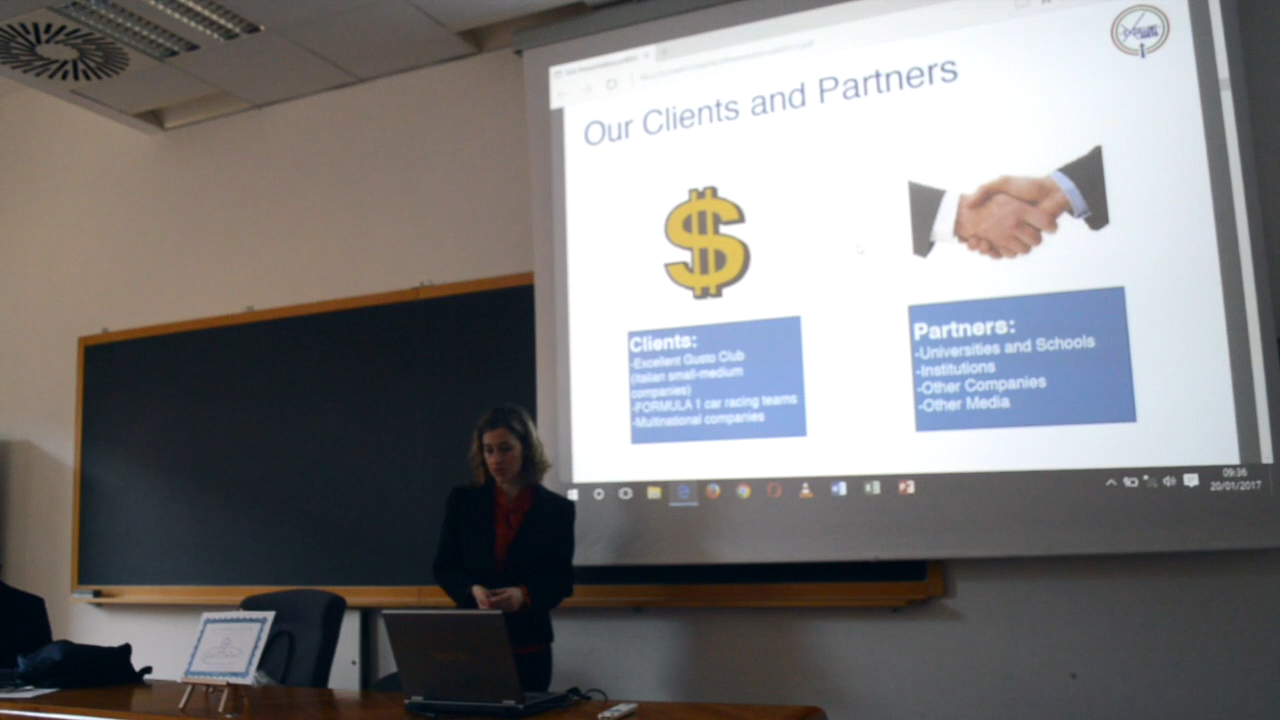 Our Clients and Partners
Clients:
-Excellent Gusto Club
(Italian small-medium
companies)
-FORMULA 1 car racing teams
-Multinational companies
Partners:
-Universities and Schools
-Institutions
-Other Companies
-Other Media
09:36
20/01/2017